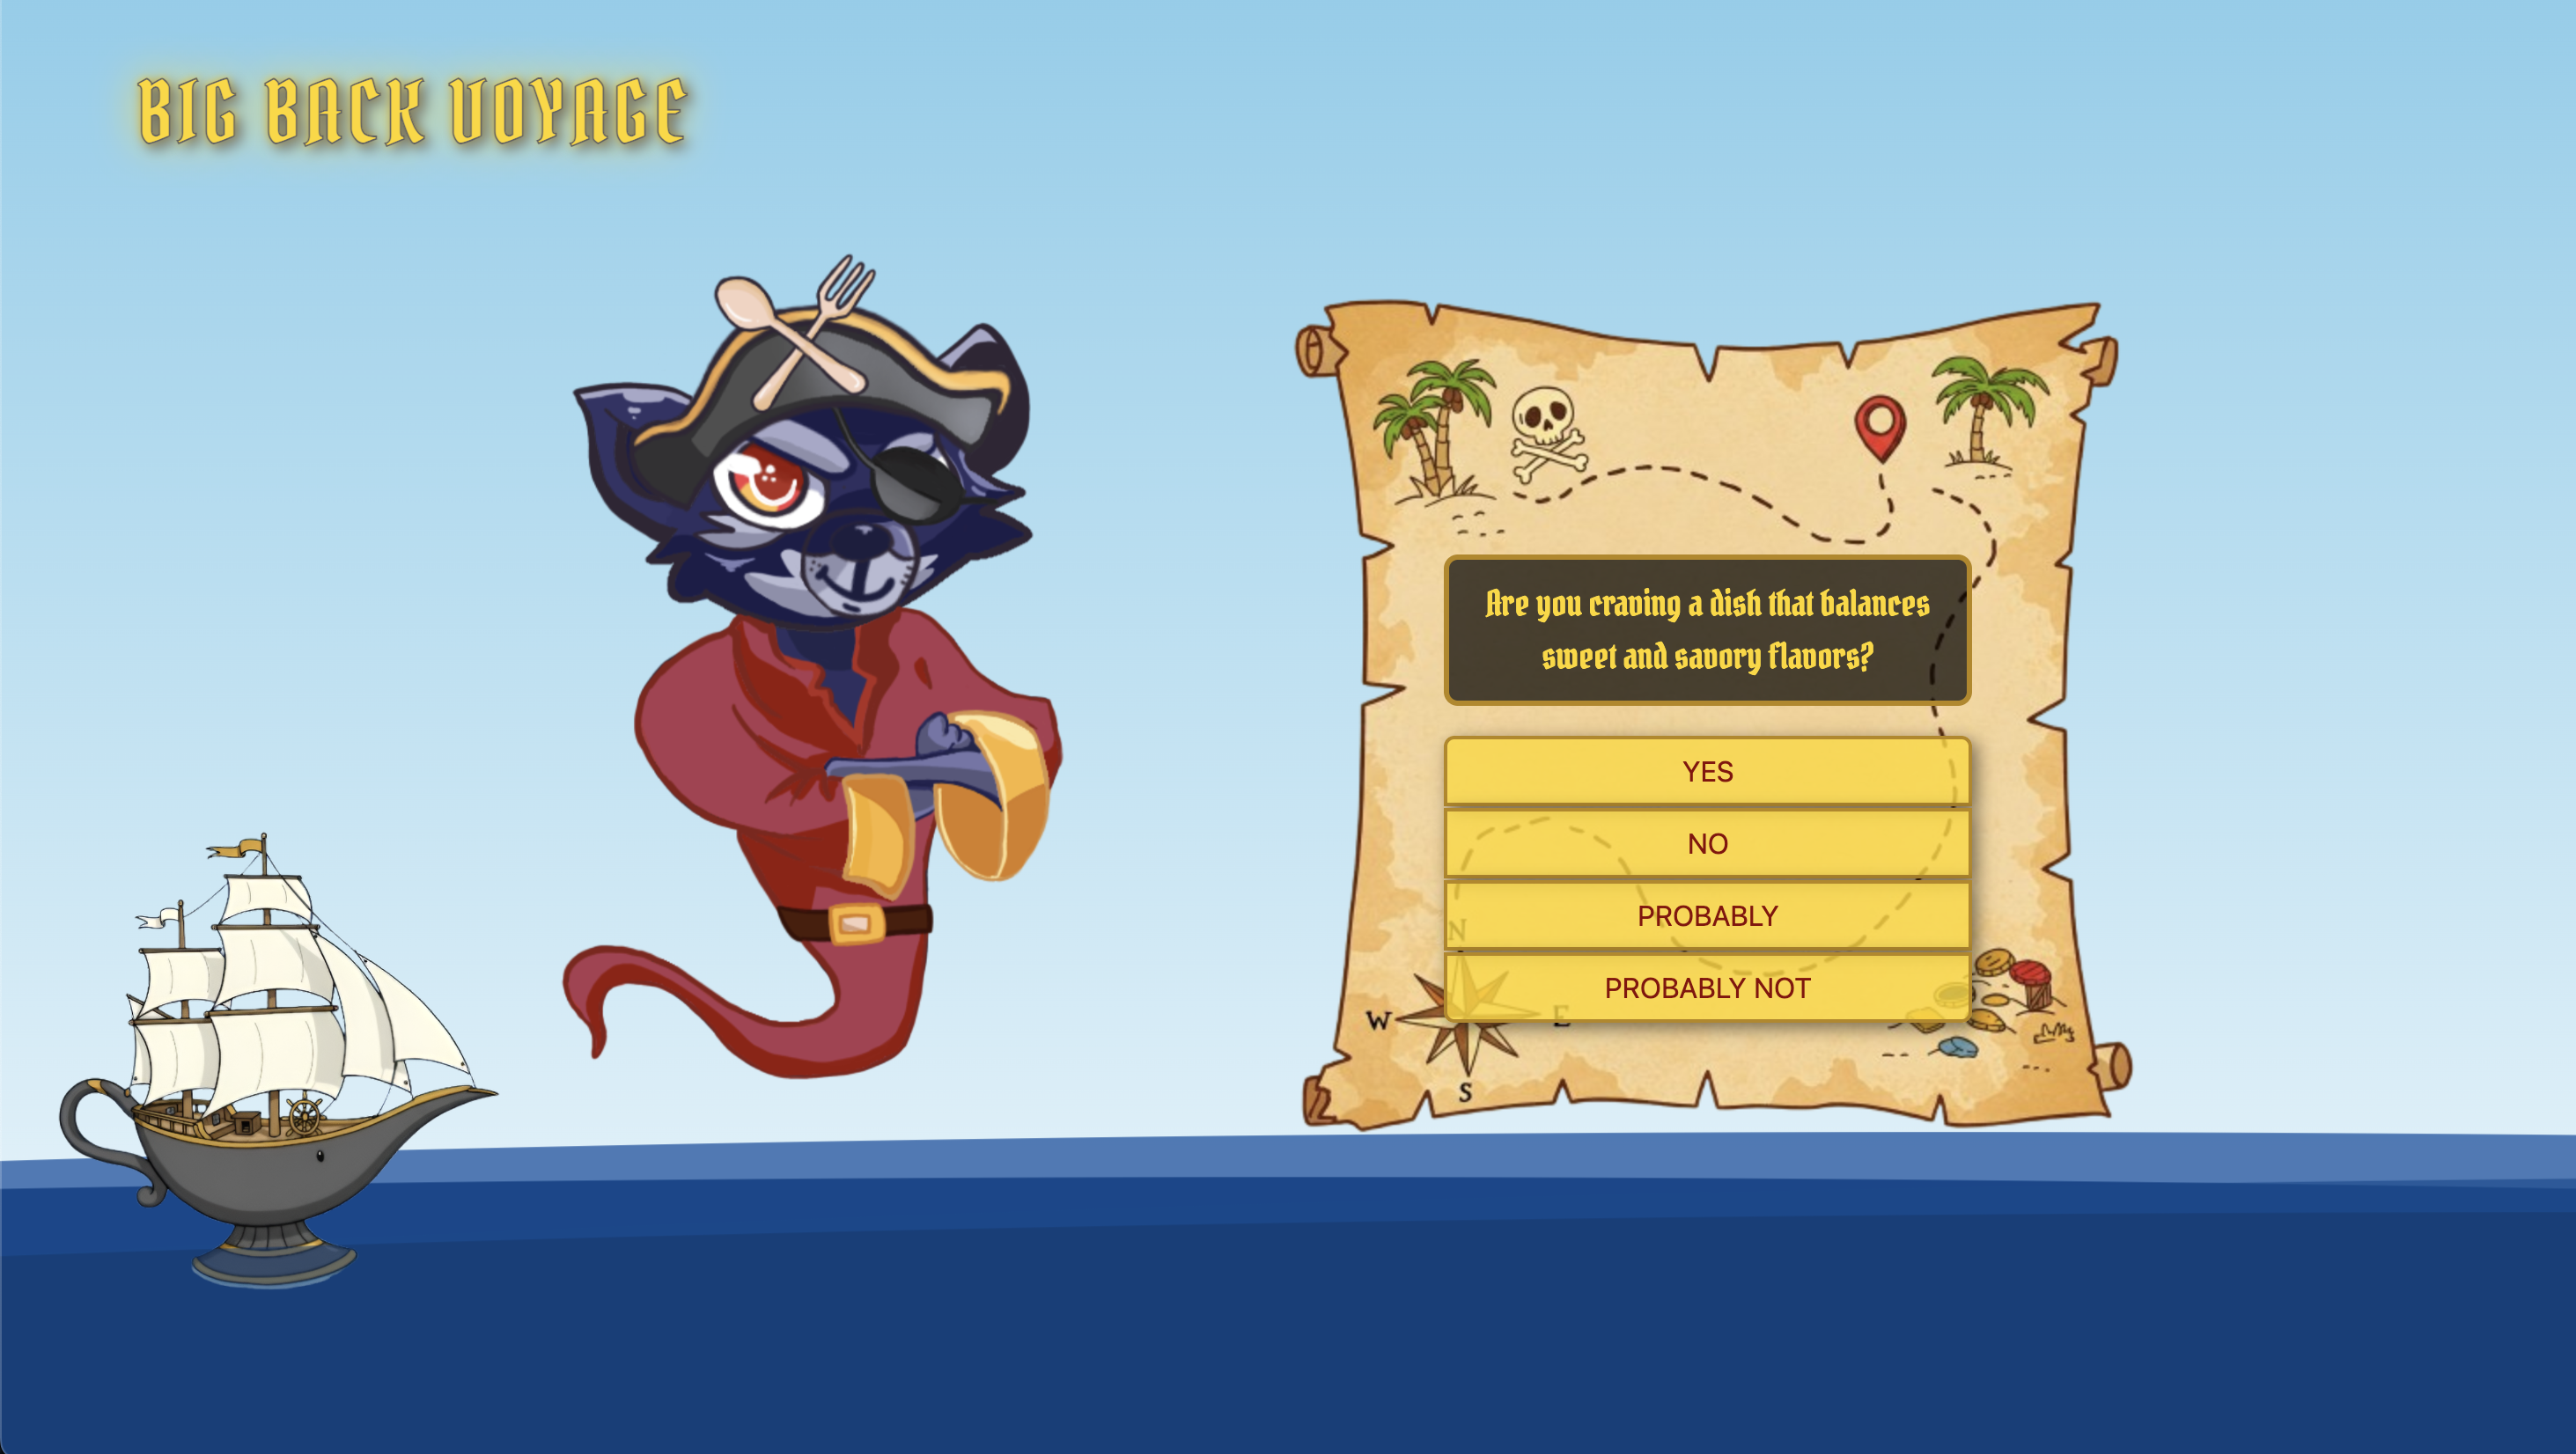 BIG BACK VOYAGE
Are you craving a dish that balances
sweet and savory flavors?
YES
NO
PROBABLY
PROBABLY NOT
N
W
E
S